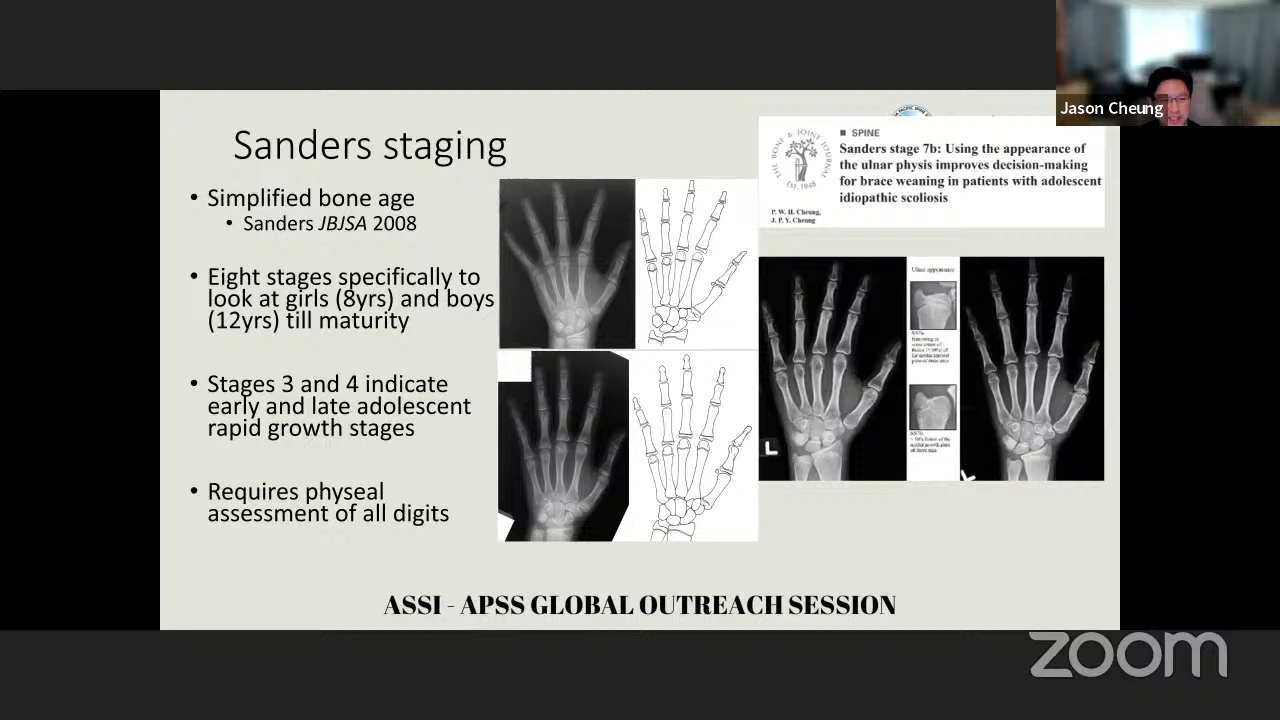 Jason Cheung
Sanders staging
• Simplified bone age
• Sanders JBJSA 2008
• Eight stages specifically to
look at girls (8yrs) and boys
(12yrs) till maturity
• Stages 3 and 4 indicate
early and late adolescent
rapid growth stages
• Requires physeal
assessment of all digits
THE BONE & JOINT JOURNAL
EST. 1948
■ SPINE
Sanders stage 7b: Using the appearance of
the ulnar physis improves decision-making
for brace weaning in patients with adolescent
idiopathic scoliosis
P. W. H. Cheung,
J. P. Y. Cheung
Ulnar appearance
L
ASSI - APSS GLOBAL OUTREACH SESSION
zoom